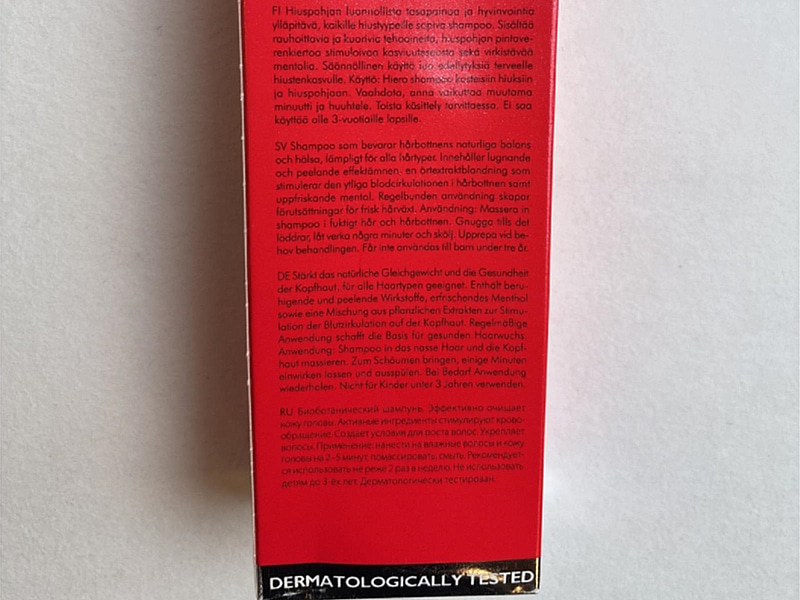 FI Hiuspohjan luonnollista tasapainoa ja hyvinvointia
ylläpitävä, kaikille hiustyypeille sopiva shampoo. Sisältää
rauhoittavia ja kuorivia tehoaineita, hiuspohjan pintave-
renkiertoa stimuloivan kasviuuteseosta sekä virkistävää
mentolia. Säännöllinen käyttö luo edellytyksiä terveelle
hiustenkasvulle. Käyttö: Hiero shampoo kosteisiin hiuksiin
ja hiuspohjaan. Vaahdota, anna vaikuttaa muutama
minuutti ja huuhtele. Toista käsittely tarvittaessa. Ei saa
käyttää alle 3-vuotiaille lapsille.
SV Shampoo som bevarar hårbottnens naturliga balans
och hälsa, lämpligt för alla hårtyper. Innehåller lugnande
och peelande effektämnen en örtextraktblandning som
stimulerar den ytliga blodcirkulationen i hårbottnen samt
uppfriskande mentol. Regelbunden användning skapar
förutsättningar för frisk hårväxt. Användning: Massera in
shampoo i fuktigt hår och hårbottnen. Gnugga tills det
löddrar, låt verka några minuter och skölj. Upprepa vid be-
hov behandlingen. Får inte användas till barn under tre år.
DE Stärkt das natürliche Gleichgewicht und die Gesundheit
der Kopfhaut, für alle Haartypen geeignet. Enthält beru-
higende und peelende Wirkstoffe, erfrischendes Menthol
sowie eine Mischung aus pflanzlichen Extrakten zur Stimu-
lation der Blutzirkulation auf der Kopfhaut. Regelmäßige
Anwendung schafft die Basis für gesunden Haarwuchs.
Anwendung: Shampoo in das nasse Haar und die Kopf-
haut massieren. Zum Schäumen bringen, einige Minuten
einwirken lassen und ausspülen. Bei Bedarf Anwendung
wiederholen. Nicht für Kinder unter 3 Jahren verwenden.
RU Биоботанический шампунь. Эффективно очищает
кожу головы. Активные ингредиенты стимулируют крово-
обращение. Создает условия для роста волос. Укрепляет
волосы. Применение: нанести на влажные волосы и кожу
головы на 2-5 минут, помассировать, смыть. Рекомендует-
ся использовать не реже 2 раз в неделю. Не использовать
детям до 3-ёх лет. Дерматологически тестирован.
DERMATOLOGICALLY TESTED